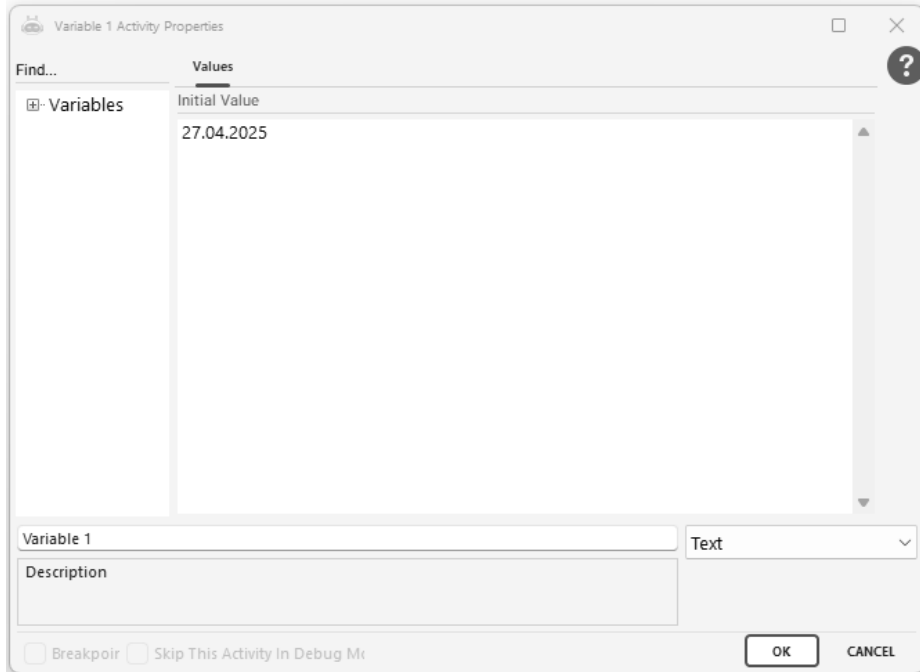 Variable 1 Activity Properties
Find...
Values
?
Variables
Initial Value
27.04.2025
Variable 1
Text
Description
Breakpoir
Skip This Activity In Debug Mo
OK
CANCEL